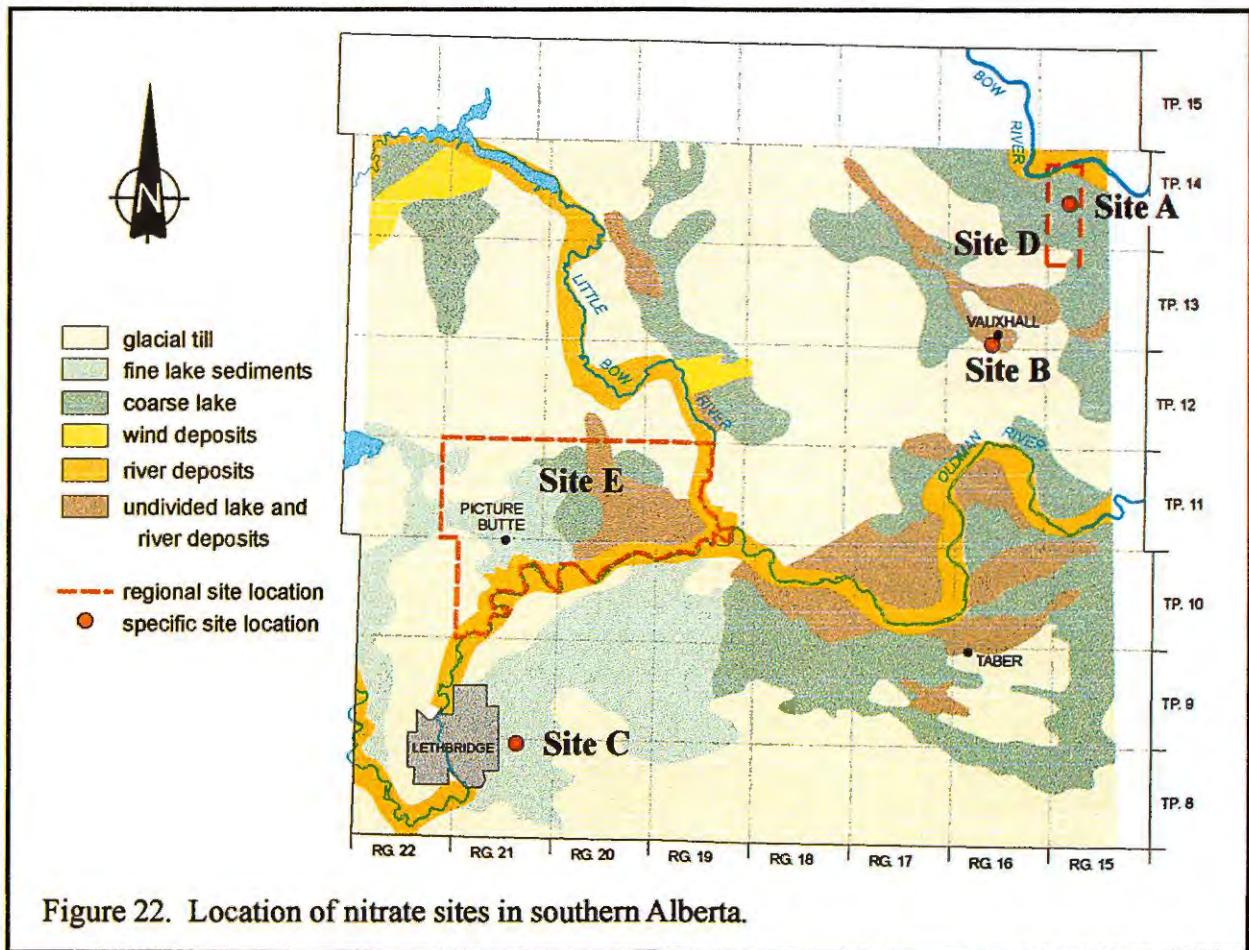 BOW
RIVER
TP. 15
TP. 14
Site A
Site D
TP. 13
VAUXHALL
Site B
LITTLE
BOW
RIVER
TP. 12
OLDMAN RIVER
Site E
TP. 11
PICTURE
BUTTE
TP. 10
TABER
TP. 9
LETHBRIDGE
Site C
TP. 8
RG. 22
RG. 21
RG. 20
RG. 19
RG. 18
RG. 17
RG. 16
RG. 15
N
glacial till
fine lake sediments
coarse lake
wind deposits
river deposits
undivided lake and
river deposits
regional site location
specific site location
Figure 22. Location of nitrate sites in southern Alberta.